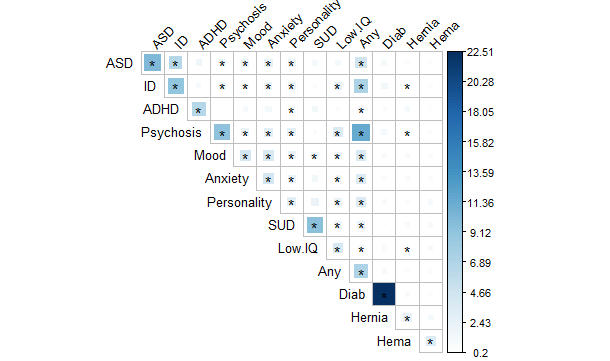 ASD ID ADHD Psychosis Mood Anxiety Personality SUD Low.IQ Any Diab Hernia Hema
ASD * * * * * * * *
ID * * * * * * * * *
ADHD * * *
Psychosis * * * * * * *
Mood * * * * * *
Anxiety * * * *
Personality * * *
SUD * * *
Low.IQ * * *
Any *
Diab *
Hernia *
Hema *
22.51
20.28
18.05
15.82
13.59
11.36
9.12
6.89
4.66
2.43
0.2